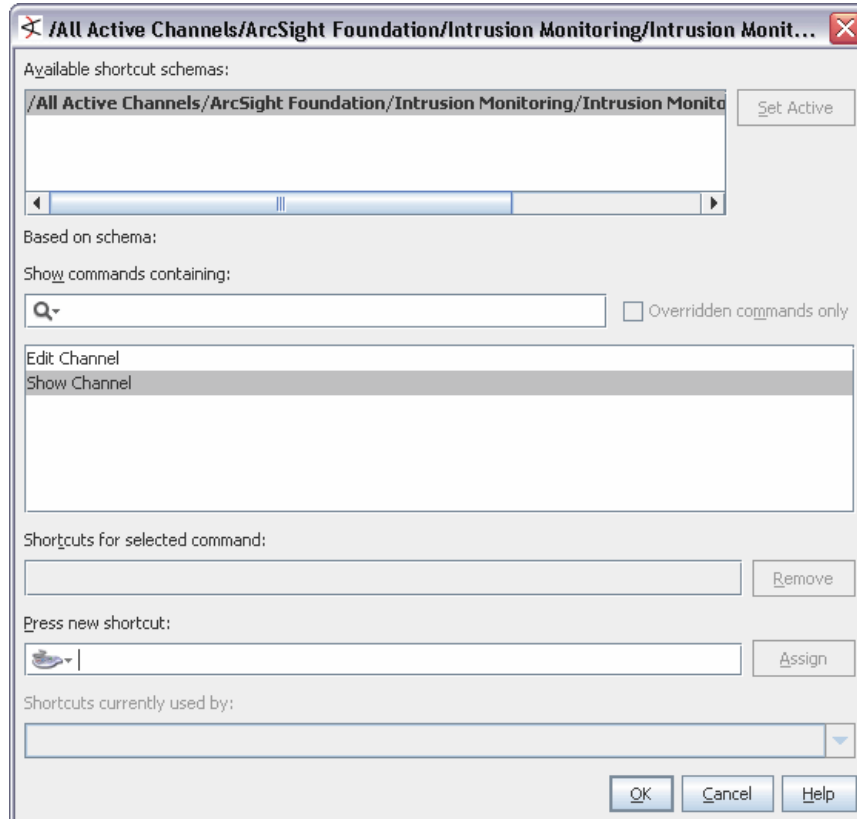 /All Active Channels/ArcSight Foundation/Intrusion Monitoring/Intrusion Monit...
Available shortcut schemas:
/All Active Channels/ArcSight Foundation/Intrusion Monitoring/Intrusion Monito
Set Active
Based on schema:
Show commands containing:
Overridden commands only
Edit Channel
Show Channel
Shortcuts for selected command:
Remove
Press new shortcut:
Assign
Shortcuts currently used by:
OK Cancel Help